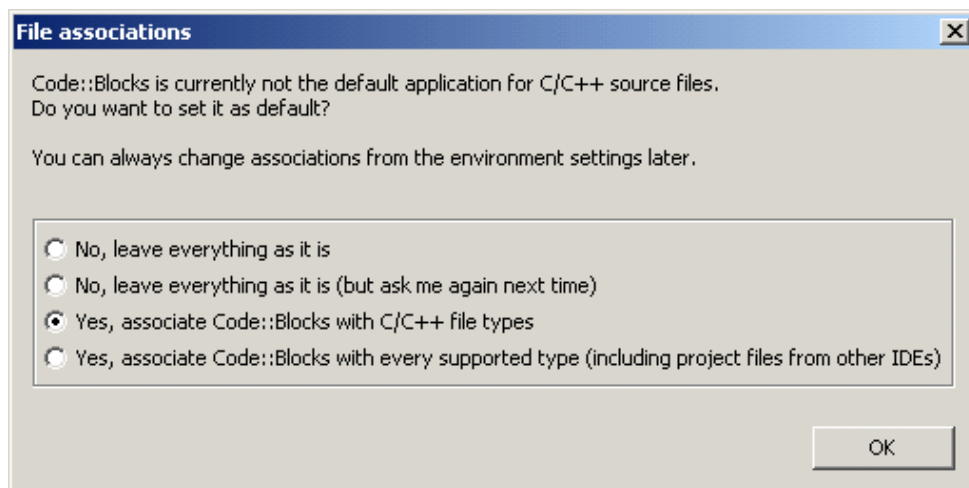 File associations
Code::Blocks is currently not the default application for C/C++ source files.
Do you want to set it as default?
You can always change associations from the environment settings later.
No, leave everything as it is
No, leave everything as it is (but ask me again next time)
Yes, associate Code::Blocks with C/C++ file types
Yes, associate Code::Blocks with every supported type (including project files from other IDEs)
OK